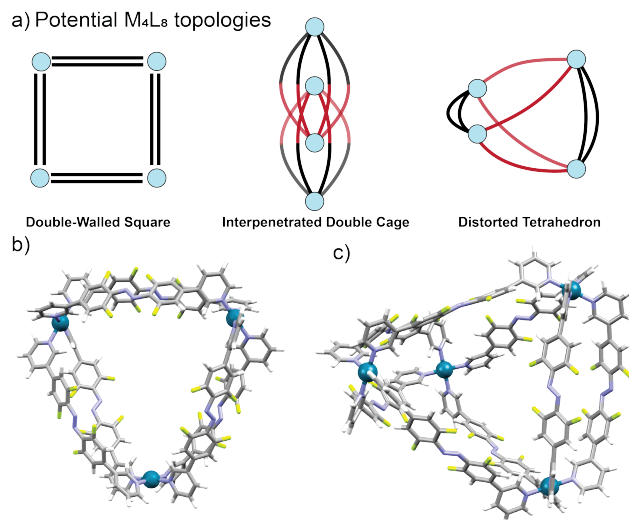 a) Potential M₄L₈ topologies
Double-Walled Square
Interpenetrated Double Cage
Distorted Tetrahedron
b)
c)